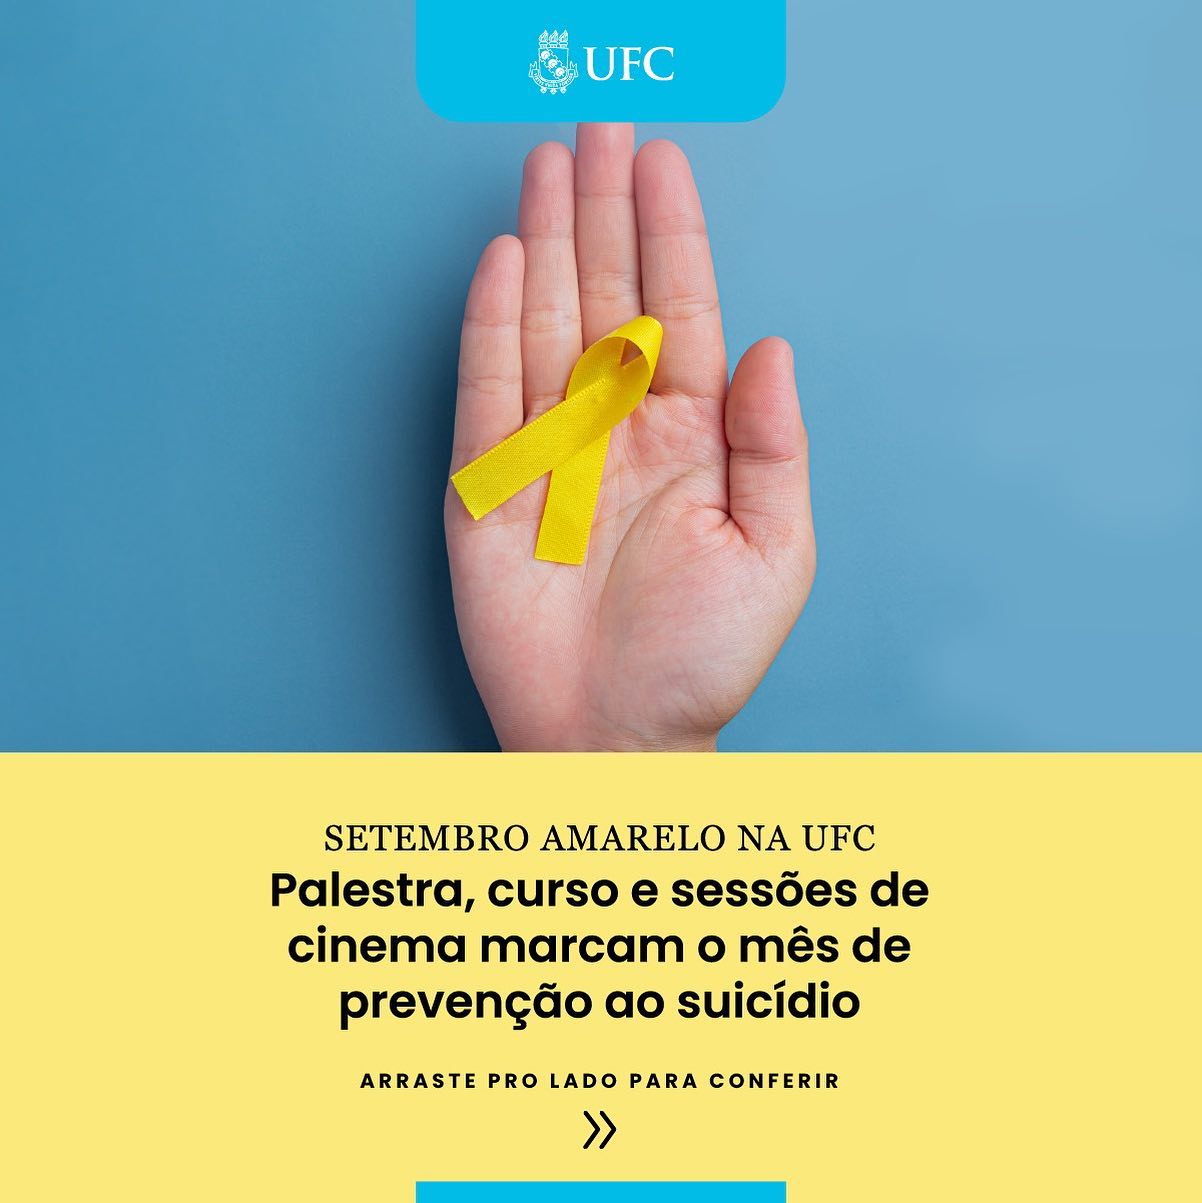 UFC
SETEMBRO AMARELO NA UFC
Palestra, curso e sessões de
cinema marcam o mês de
prevenção ao suicídio
ARRASTE PRO LADO PARA CONFERIR